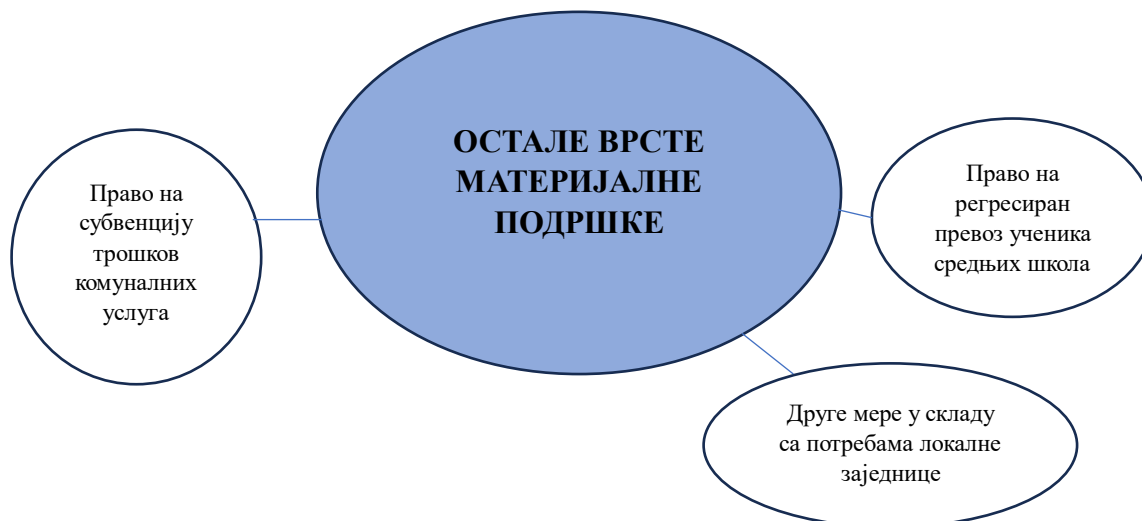 ОСТАЛЕ ВРСТЕ
МАТЕРИЈАЛНЕ
ПОДРШКЕ
Право на
субвенцију
трошков
комуналних
услуга
Право на
регресиран
превоз ученика
средњих школа
Друге мере у складу
са потребама локалне
заједнице